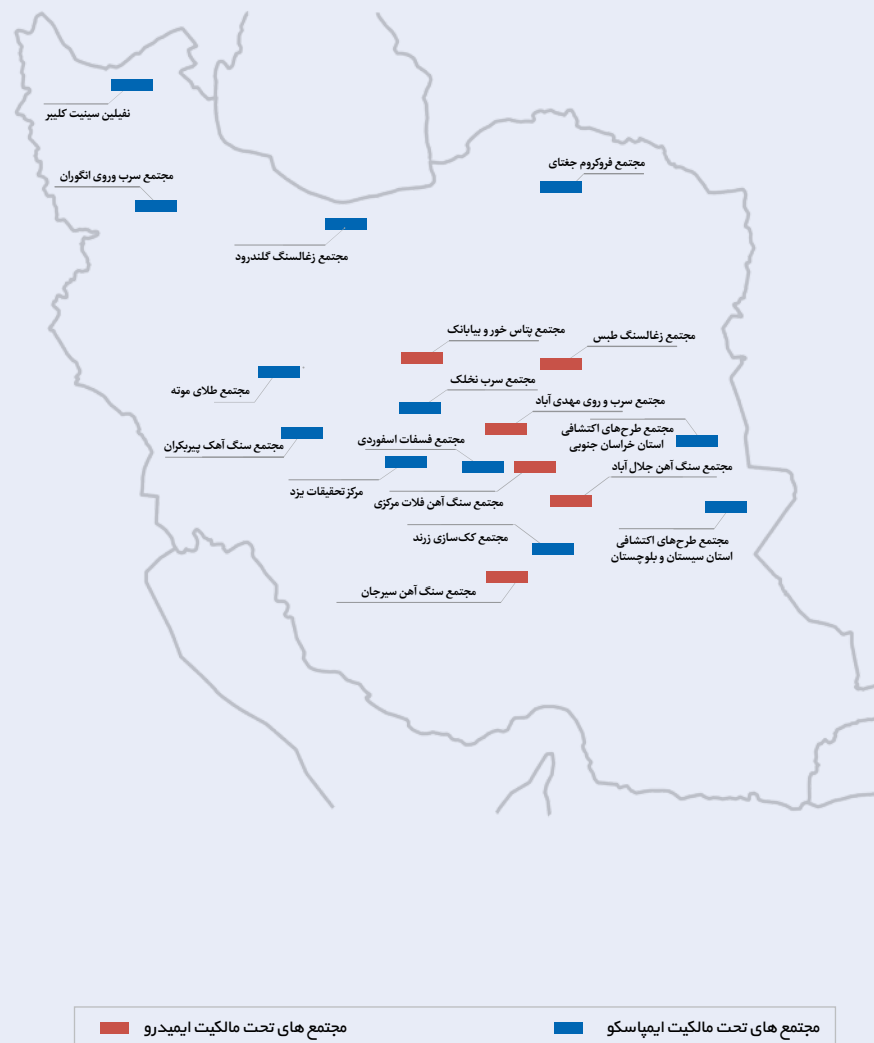 نفیلین سینیت کلیبر
مجتمع فروکروم جغتای
مجتمع سرب وروی انگوران
مجتمع زغالسنگ گلندرود
مجتمع پتاس خور و بیابانک
مجتمع زغالسنگ طبس
مجتمع سرب نخلک
مجتمع طلای موته
مجتمع سرب و روی مهدی آباد
مجتمع طرح‌های اکتشافی
استان خراسان جنوبی
مجتمع فسفات اسفوردی
مجتمع سنگ آهک پیربکران
مجتمع سنگ آهن جلال آباد
مرکز تحقیقات یزد
مجتمع سنگ آهن فلات مرکزی
مجتمع کک‌سازی زرند
مجتمع طرح‌های اکتشافی
استان سیستان و بلوچستان
مجتمع سنگ آهن سیرجان
مجتمع های تحت مالکیت ایمپاسکو
مجتمع های تحت مالکیت ایمیدرو